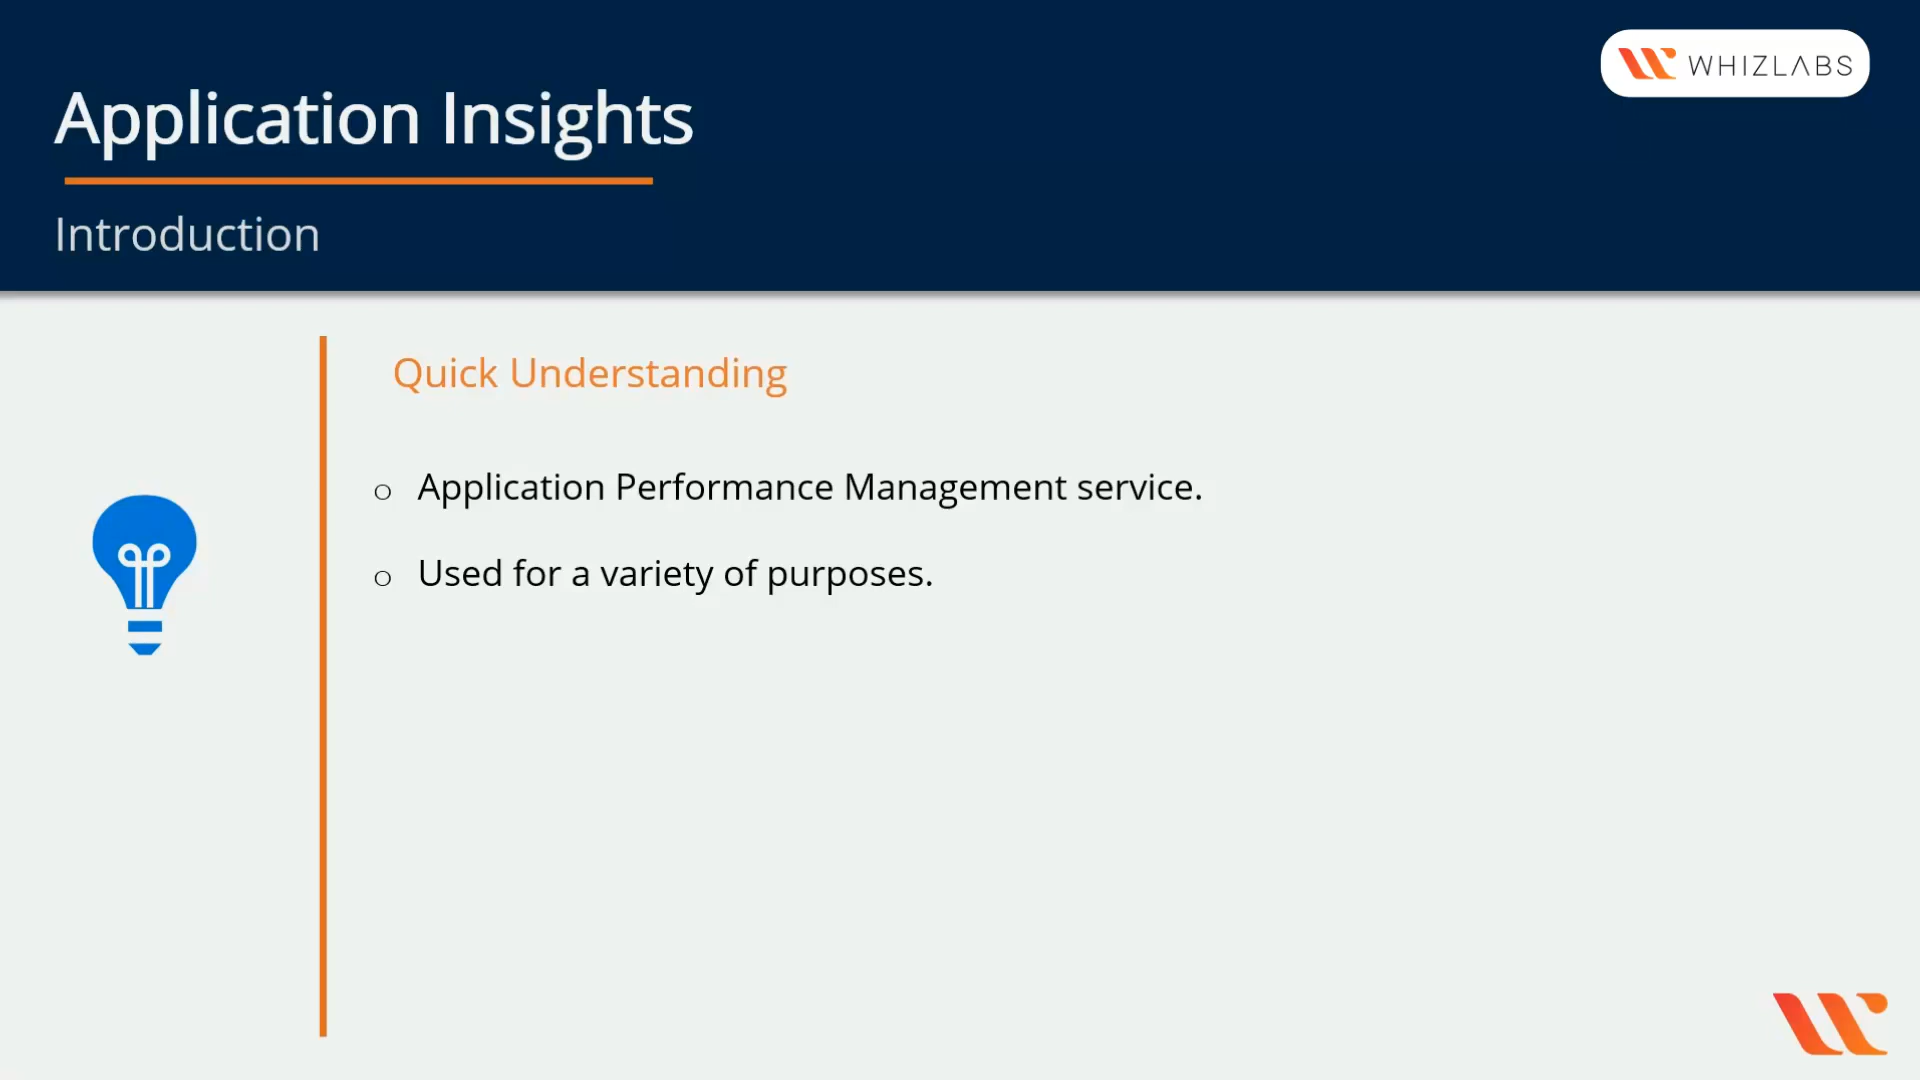 WHIZLABS
Application Insights
Introduction
Quick Understanding
o Application Performance Management service.
o Used for a variety of purposes.